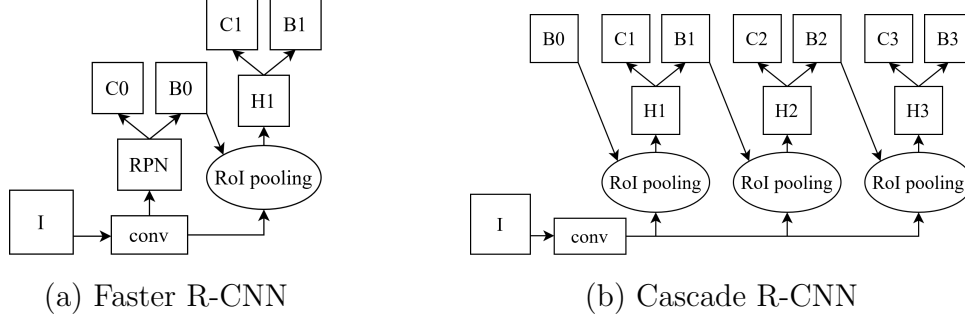 C1 B1
C0 B0
H1
RPN
RoI pooling
I
conv
(a) Faster R-CNN
B0 C1 B1 C2 B2 C3 B3
H1 H2 H3
RoI pooling RoI pooling RoI pooling
I
conv
(b) Cascade R-CNN